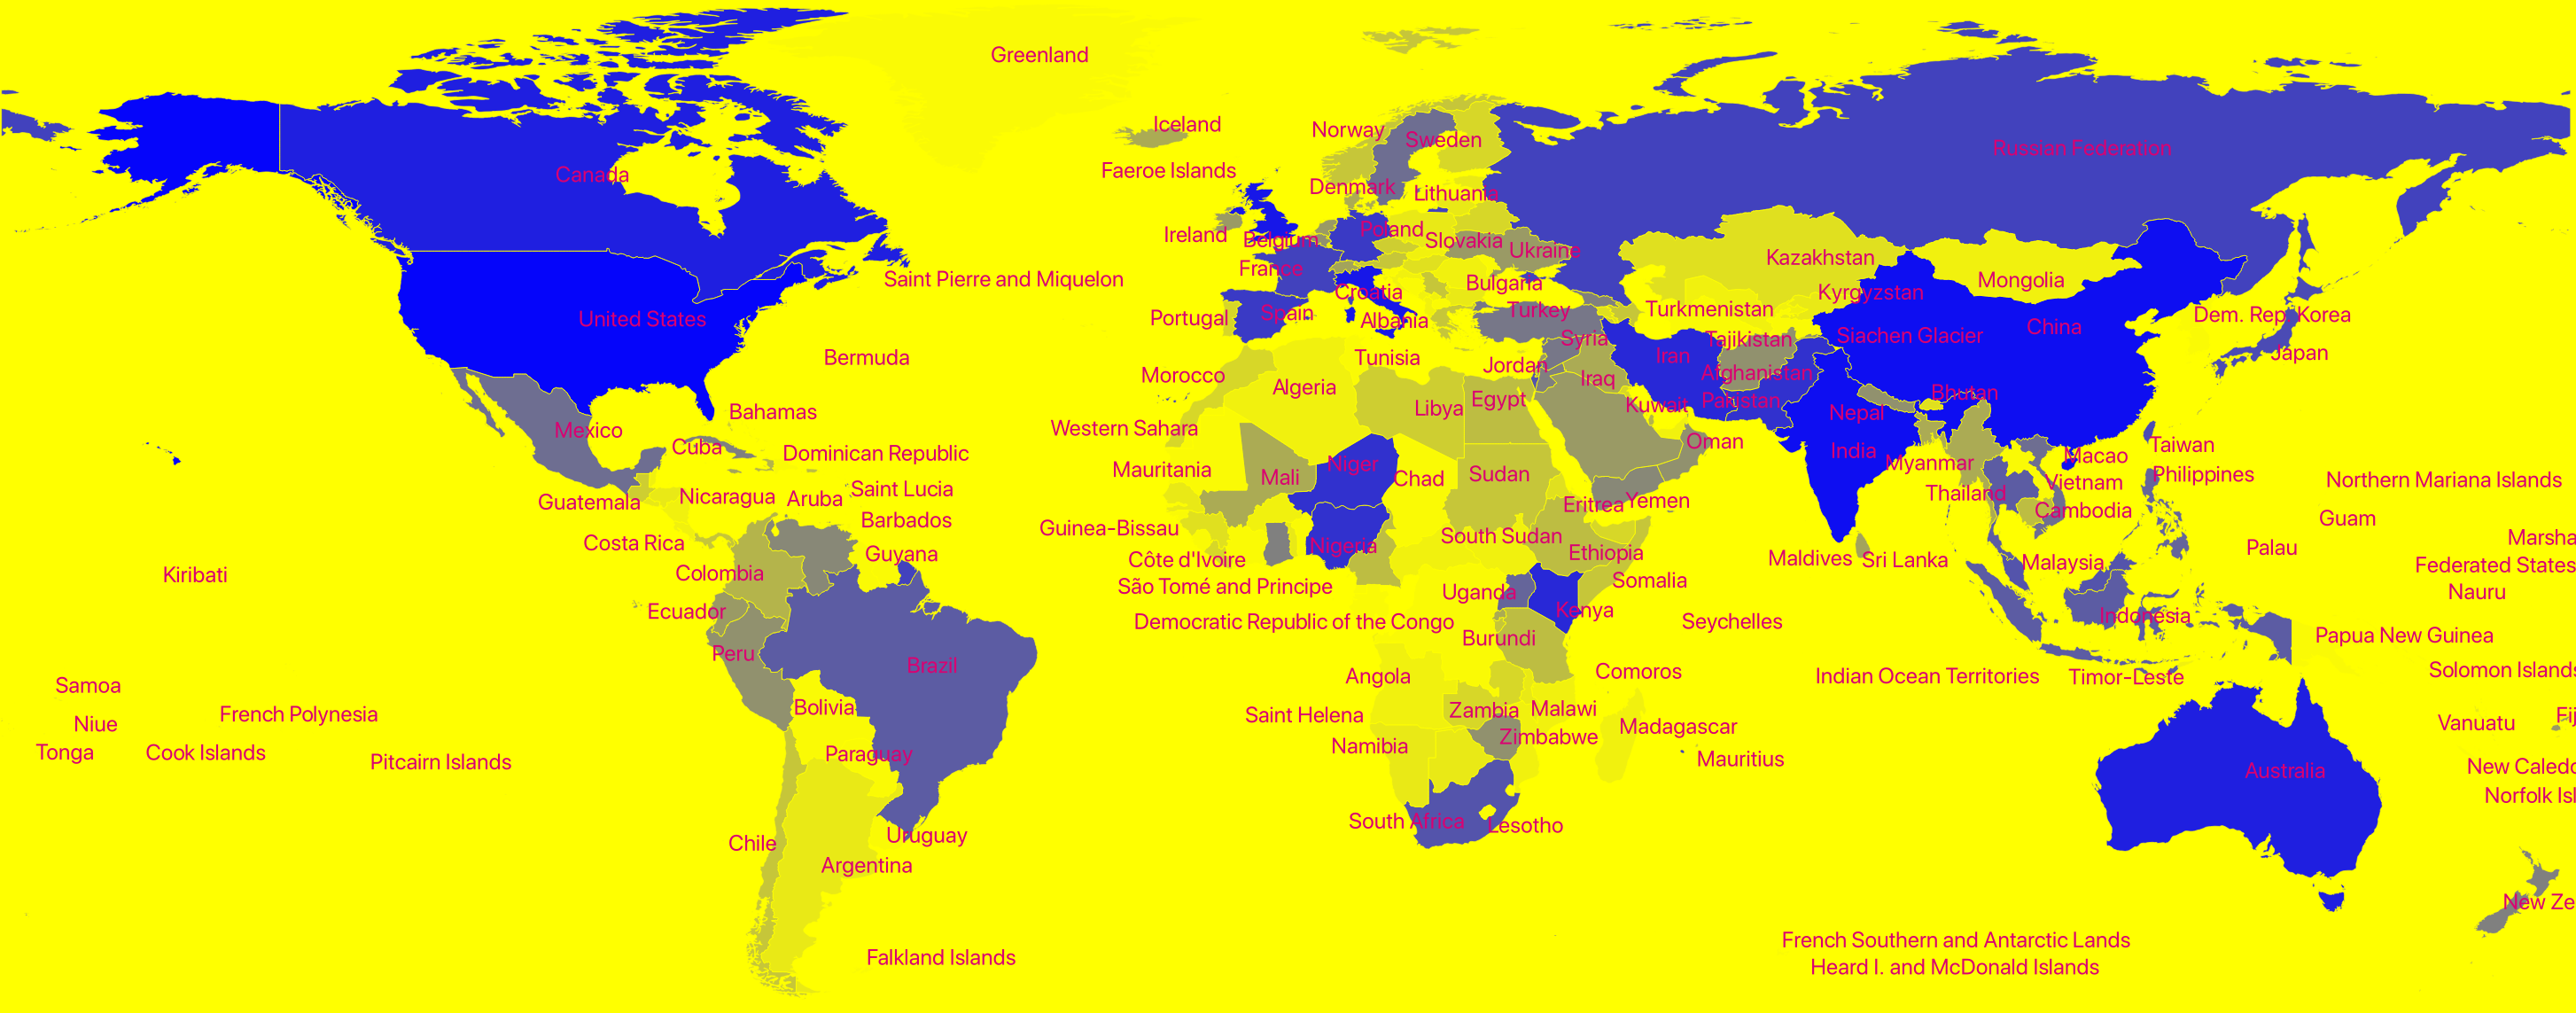 Greenland
Iceland
Norway
Sweden
Russian Federation
Faeroe Islands
Canada
Denmark
Lithuania
Ireland
Belgium
Poland
Slovakia
Ukraine
Kazakhstan
France
Saint Pierre and Miquelon
Mongolia
Bulgaria
Croatia
Kyrgyzstan
United States
Portugal
Spain
Albania
Turkey
Turkmenistan
Dem. Rep. Korea
Siachen Glacier
China
Syria
Tajikistan
Japan
Bermuda
Tunisia
Iran
Jordan
Morocco
Algeria
Iraq
Afghanistan
Bhutan
Bahamas
Western Sahara
Libya
Egypt
Kuwait
Pakistan
Nepal
Mexico
Cuba
Dominican Republic
Oman
India
Taiwan
Mauritania
Niger
Mali
Chad
Sudan
Myanmar
Macao
Philippines
Guatemala
Nicaragua
Aruba
Saint Lucia
Vietnam
Northern Mariana Islands
Eritrea
Yemen
Thailand
Barbados
Guinea-Bissau
Cambodia
Guam
Costa Rica
Guyana
Côte d'Ivoire
Nigeria
South Sudan
Ethiopia
Maldives
Sri Lanka
Malaysia
Palau
Marsha
Kiribati
Colombia
São Tomé and Principe
Uganda
Somalia
Federated States
Nauru
Ecuador
Democratic Republic of the Congo
Kenya
Burundi
Seychelles
Indonesia
Papua New Guinea
Peru
Brazil
Samoa
Angola
Comoros
Indian Ocean Territories
Timor-Leste
Solomon Islands
Niue
French Polynesia
Bolivia
Saint Helena
Zambia
Malawi
Vanuatu
Fij
Tonga
Cook Islands
Pitcairn Islands
Paraguay
Namibia
Zimbabwe
Madagascar
Mauritius
Australia
New Caledo
Norfolk Isl
Chile
Uruguay
South Africa
Lesotho
Argentina
New Ze
Falkland Islands
French Southern and Antarctic Lands
Heard I. and McDonald Islands